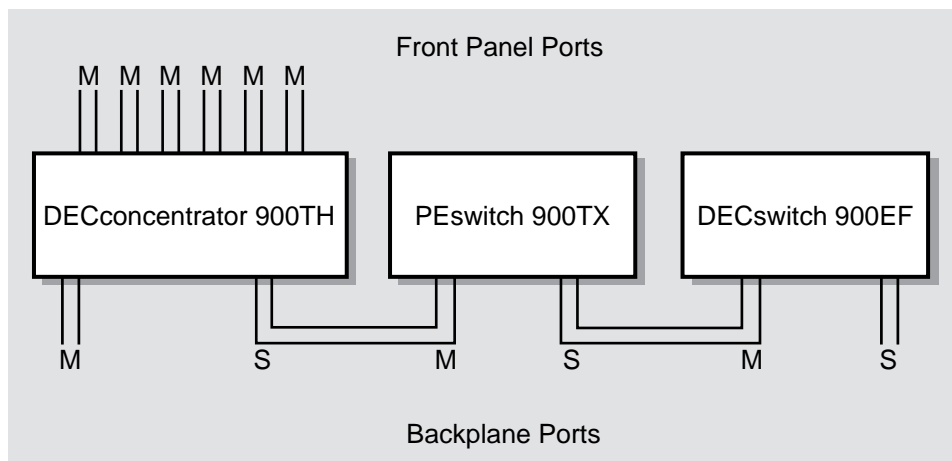 Front Panel Ports
M M M M M M
DECconcentrator 900TH PEswitch 900TX DECswitch 900EF
M S M S M S
Backplane Ports